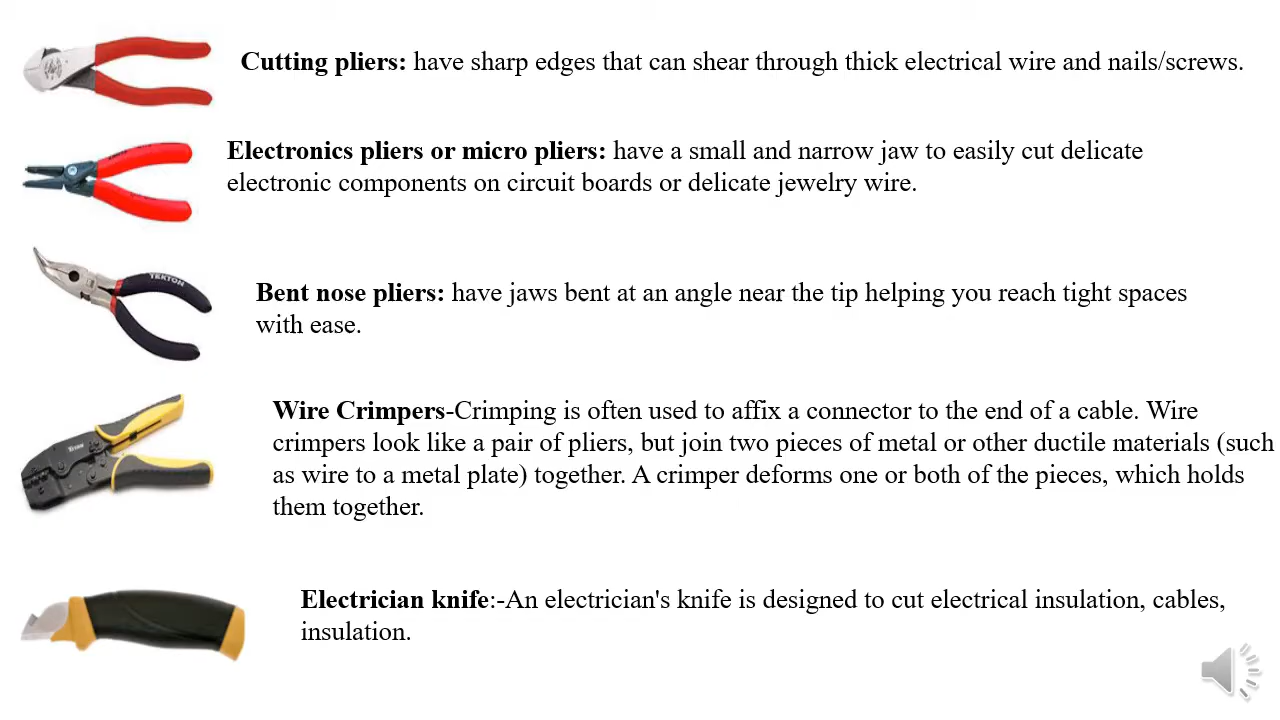 Cutting pliers: have sharp edges that can shear through thick electrical wire and nails/screws.
Electronics pliers or micro pliers: have a small and narrow jaw to easily cut delicate
electronic components on circuit boards or delicate jewelry wire.
TEKTON
Bent nose pliers: have jaws bent at an angle near the tip helping you reach tight spaces
with ease.
Wire Crimpers-Crimping is often used to affix a connector to the end of a cable. Wire
crimpers look like a pair of pliers, but join two pieces of metal or other ductile materials (such
as wire to a metal plate) together. A crimper deforms one or both of the pieces, which holds
them together.
Electrician knife:-An electrician's knife is designed to cut electrical insulation, cables,
insulation.